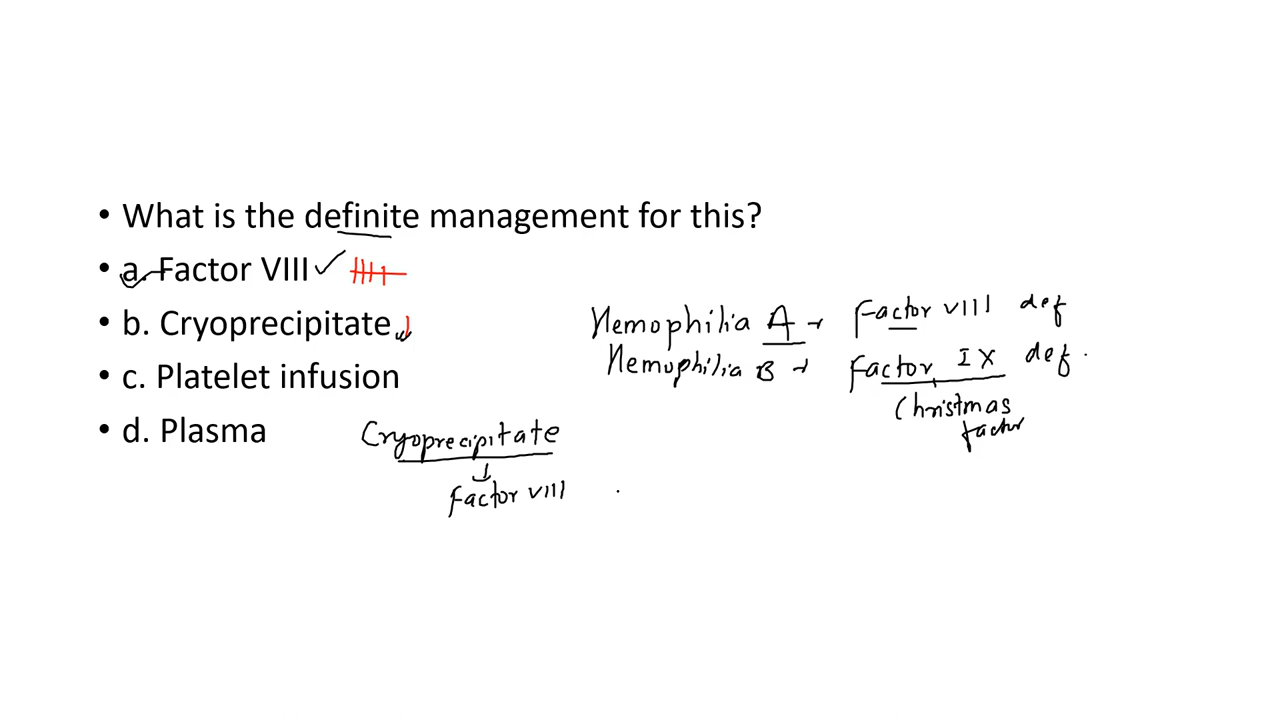 • What is the definite management for this?
• a. Factor VIII
• b. Cryoprecipitate
• c. Platelet infusion
• d. Plasma
Hemophilia A → Factor VIII def
Hemophilia B → Factor IX def.
Christmas
factor
Cryoprecipitate
↓
Factor VIII